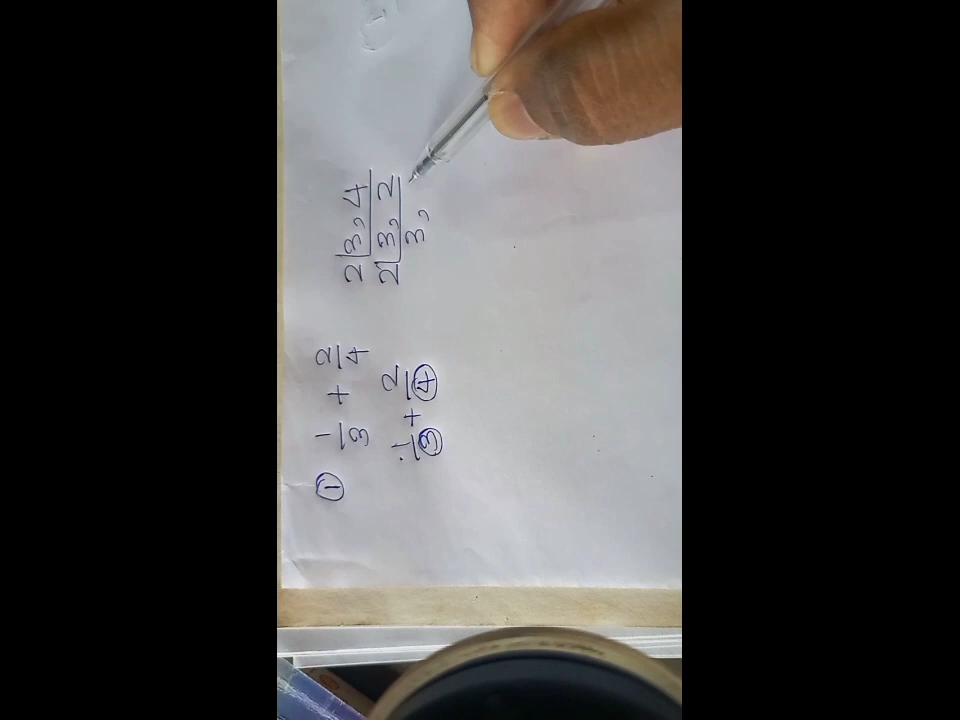 ① 1/3 + 2/4
1/3 + 2/4
2|3, 4
2|3, 2
3,